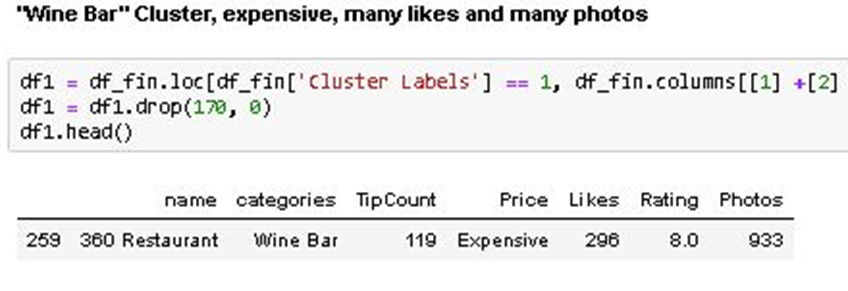 "Wine Bar" Cluster, expensive, many likes and many photos
df1 = df_fin.loc[df_fin['Cluster Labels'] == 1, df_fin.columns[[1] +[2]
df1 = df1.drop(170, 0)
df1.head()
name categories TipCount Price Likes Rating Photos
259 360 Restaurant Wine Bar 119 Expensive 296 8.0 933